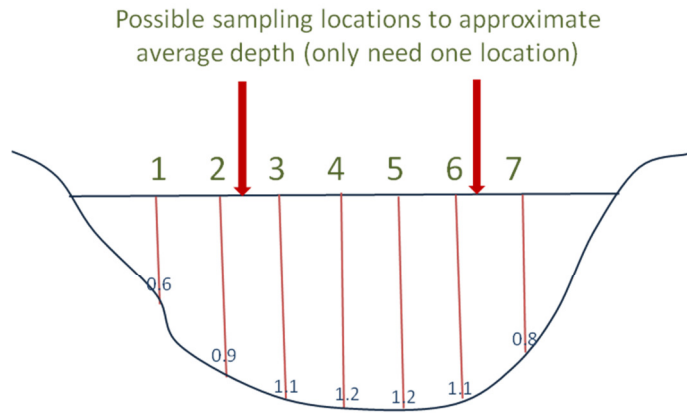 Possible sampling locations to approximate
average depth (only need one location)
1 2 3 4 5 6 7
0.6
0.9
1.1
1.2
1.2
1.1
0.8